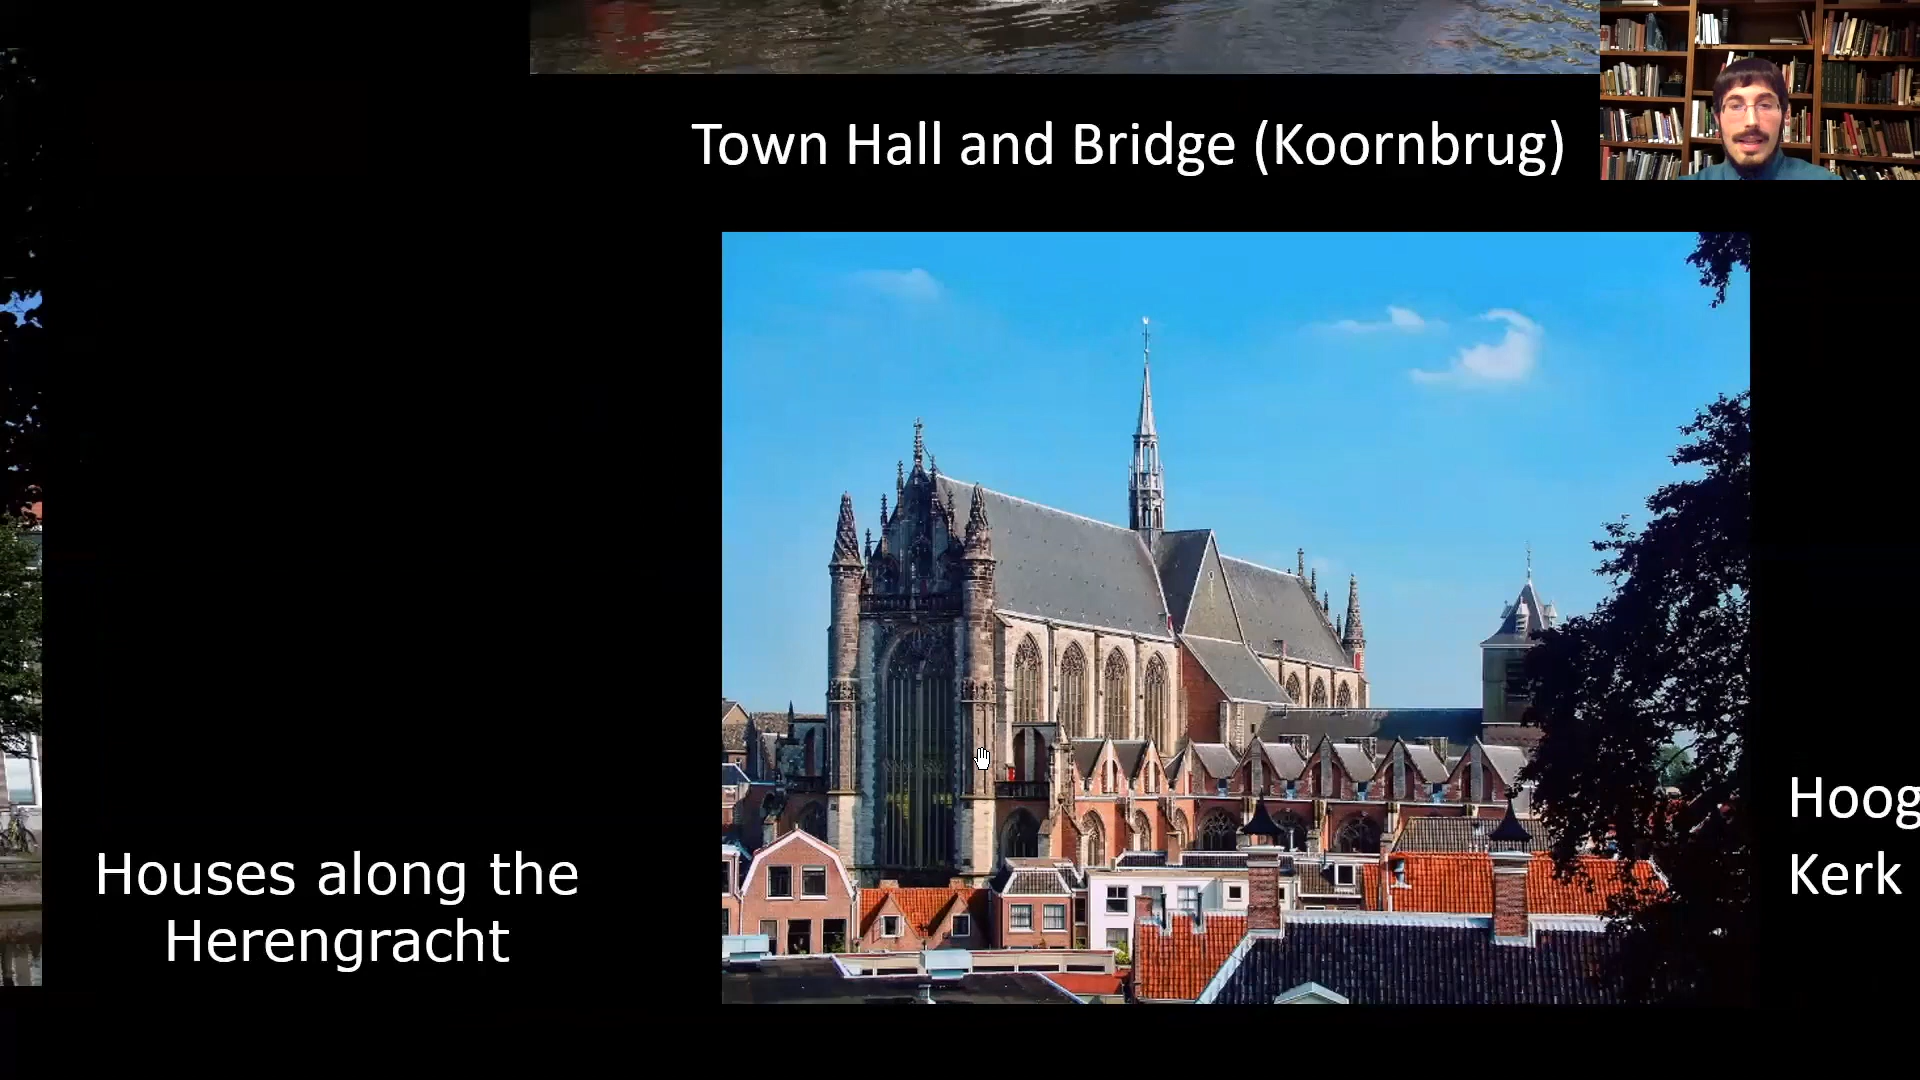 Town Hall and Bridge (Koornbrug)
Houses along the
Herengracht
Hoog
Kerk